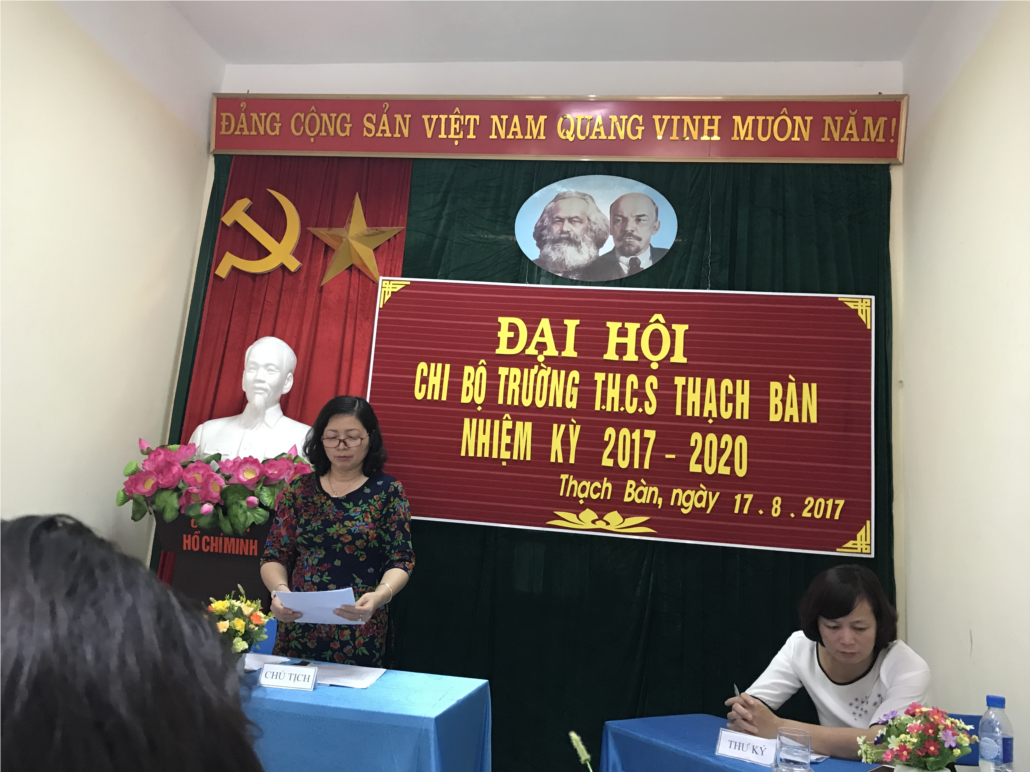 ĐẢNG CỘNG SẢN VIỆT NAM QUANG VINH MUÔN NĂM!
ĐẠI HỘI
CHI BỘ TRƯỜNG T.H.C.S THẠCH BÀN
NHIỆM KỲ 2017 - 2020
Thạch Bàn, ngày 17.8.2017
HỒ CHÍ MINH
CHỦ TỊCH
THƯ KÝ